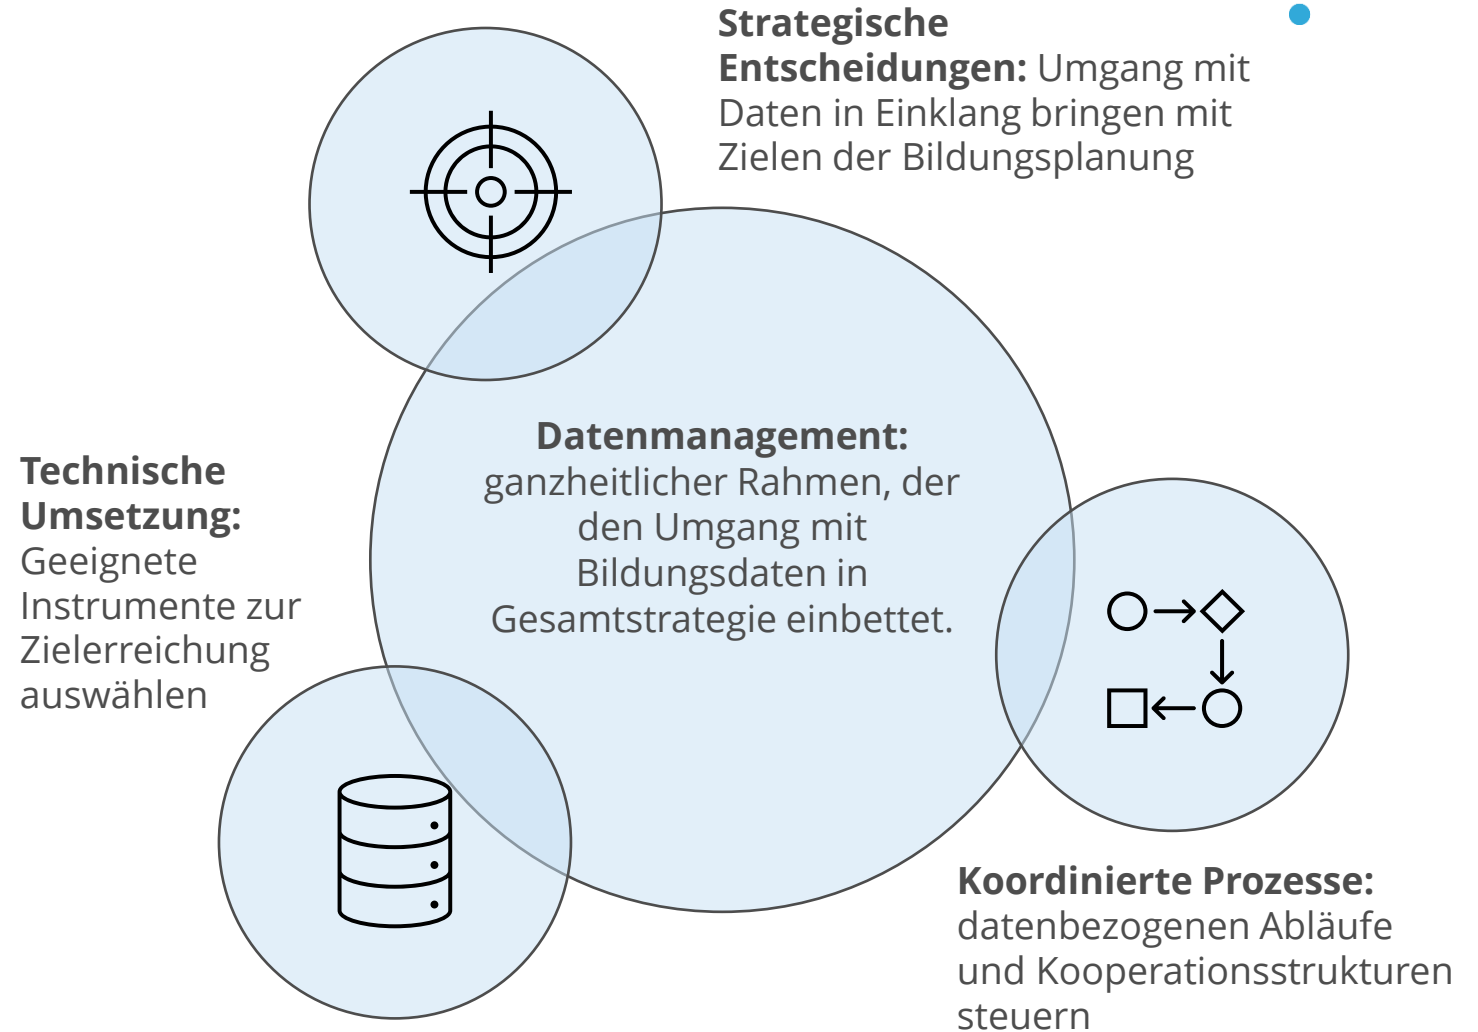 Strategische
Entscheidungen: Umgang mit
Daten in Einklang bringen mit
Zielen der Bildungsplanung
Datenmanagement:
ganzheitlicher Rahmen, der
den Umgang mit
Bildungsdaten in
Gesamtstrategie einbettet.
Technische
Umsetzung:
Geeignete
Instrumente zur
Zielerreichung
auswählen
Koordinierte Prozesse:
datenbezogenen Abläufe
und Kooperationsstrukturen
steuern